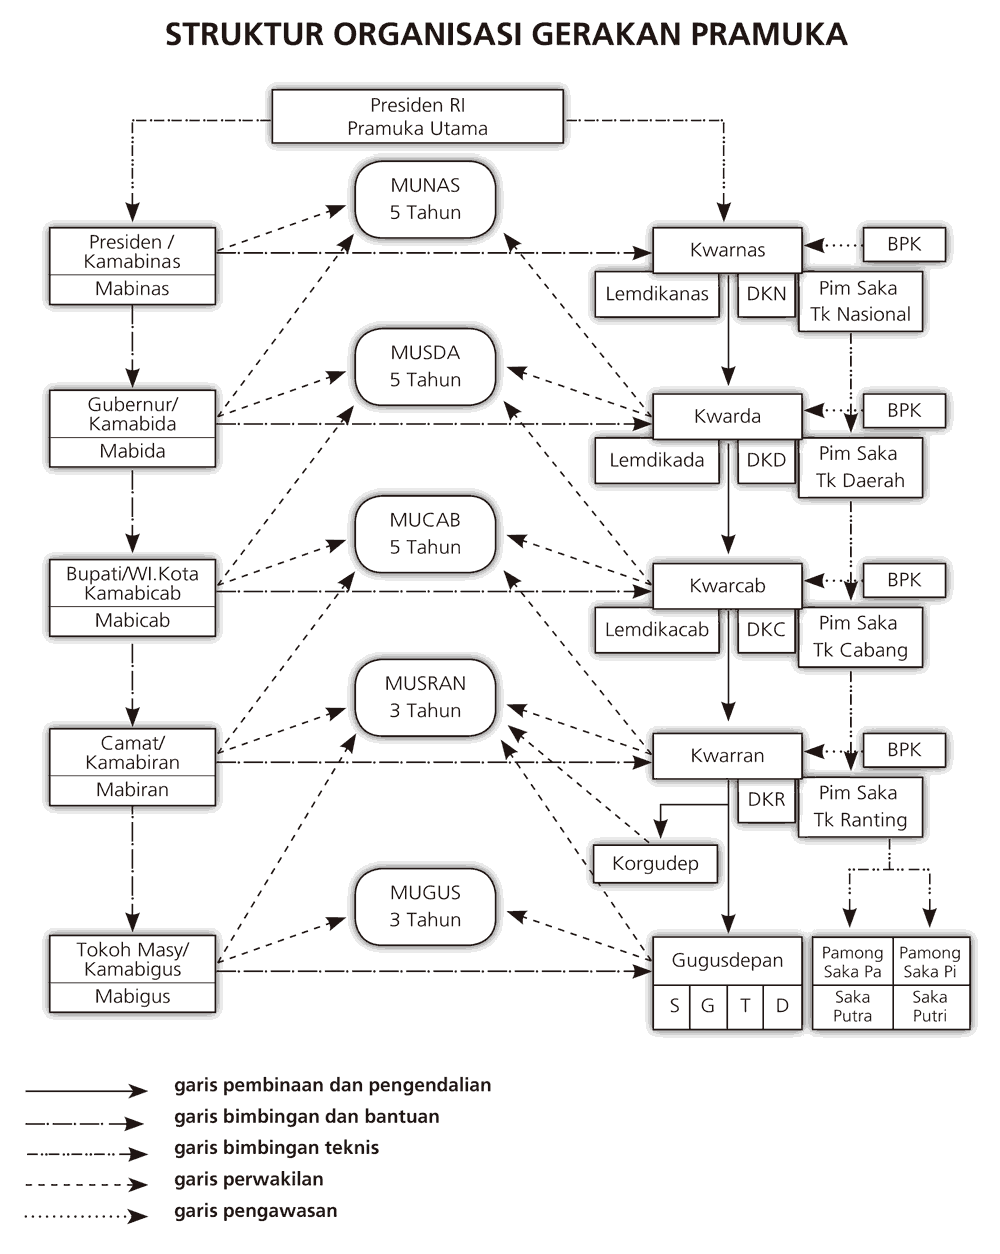 STRUKTUR ORGANISASI GERAKAN PRAMUKA
Presiden RI
Pramuka Utama
MUNAS
5 Tahun
Presiden /
Kamabinas
Mabinas
Kwarnas
BPK
Lemdikanas
DKN
Pim Saka
Tk Nasional
MUSDA
5 Tahun
Gubernur/
Kamabida
Mabida
Kwarda
BPK
Lemdikada
DKD
Pim Saka
Tk Daerah
MUCAB
5 Tahun
Bupati/WI.Kota
Kamabicab
Mabicab
Kwarcab
BPK
Lemdikacab
DKC
Pim Saka
Tk Cabang
MUSRAN
3 Tahun
Camat/
Kamabiran
Mabiran
Kwarran
BPK
DKR
Pim Saka
Tk Ranting
Korgudep
MUGUS
3 Tahun
Tokoh Masy/
Kamabigus
Mabigus
Gugusdepan
S G T D
Pamong
Saka Pa
Saka
Putra
Pamong
Saka Pi
Saka
Putri
garis pembinaan dan pengendalian
garis bimbingan dan bantuan
garis bimbingan teknis
garis perwakilan
garis pengawasan